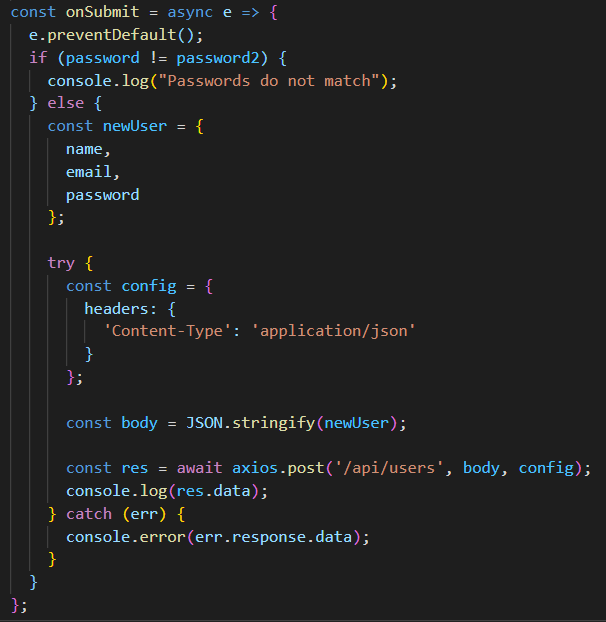 const onSubmit = async e => {
  e.preventDefault();
  if (password != password2) {
    console.log("Passwords do not match");
  } else {
    const newUser = {
      name,
      email,
      password
    };

    try {
      const config = {
        headers: {
          'Content-Type': 'application/json'
        }
      };

      const body = JSON.stringify(newUser);

      const res = await axios.post('/api/users', body, config);
      console.log(res.data);
    } catch (err) {
      console.error(err.response.data);
    }
  }
};